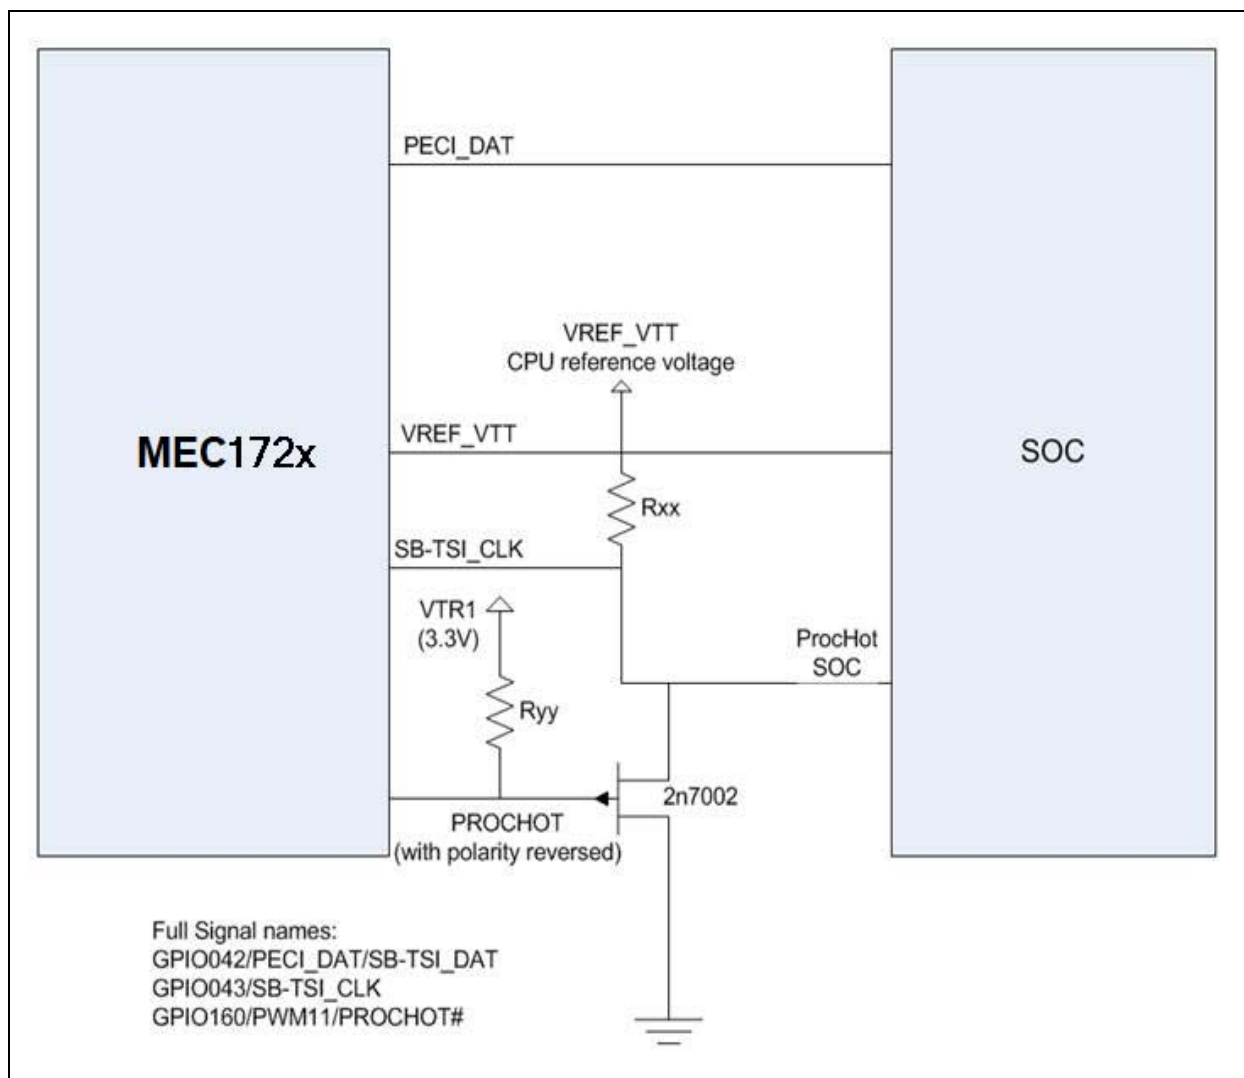 PECI_DAT
VREF_VTT
CPU reference voltage
MEC172x
VREF_VTT
SOC
Rxx
SB-TSI_CLK
VTR1
(3.3V)
ProcHot
SOC
Ryy
2n7002
PROCHOT
(with polarity reversed)
Full Signal names:
GPIO042/PECI_DAT/SB-TSI_DAT
GPIO043/SB-TSI_CLK
GPIO160/PWM11/PROCHOT#